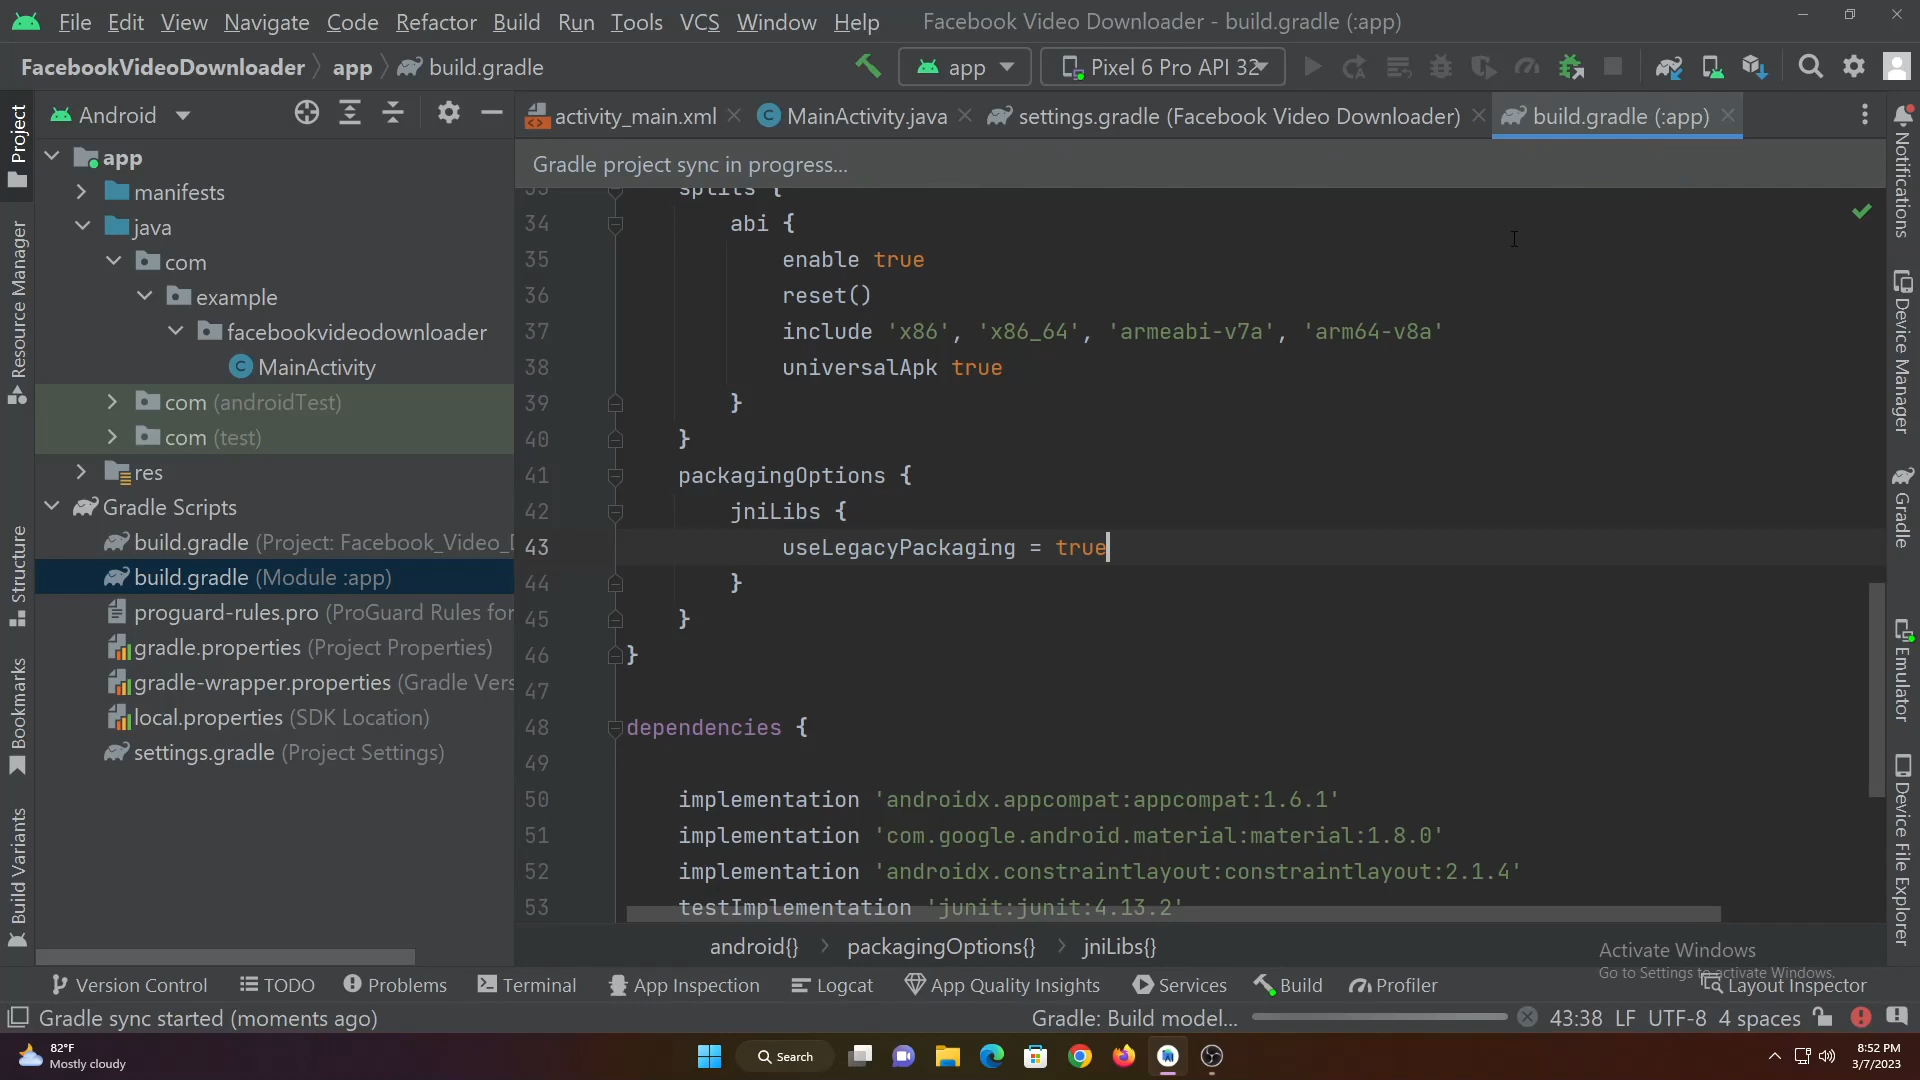 File Edit View Navigate Code Refactor Build Run Tools VCS Window Help Facebook Video Downloader - build.gradle (:app)
FacebookVideoDownloader app build.gradle app Pixel 6 Pro API 32
Android
activity_main.xml MainActivity.java settings.gradle (Facebook Video Downloader) build.gradle (:app)
Gradle project sync in progress...
app
manifests
java
com
example
facebookvideodownloader
MainActivity
com (androidTest)
com (test)
res
Gradle Scripts
build.gradle (Project: Facebook_Video_
build.gradle (Module :app)
proguard-rules.pro (ProGuard Rules for
gradle.properties (Project Properties)
gradle-wrapper.properties (Gradle Vers
local.properties (SDK Location)
settings.gradle (Project Settings)
33 splits {
34 abi {
35 enable true
36 reset()
37 include 'x86', 'x86_64', 'armeabi-v7a', 'arm64-v8a'
38 universalApk true
39 }
40 }
41 packagingOptions {
42 jniLibs {
43 useLegacyPackaging = true
44 }
45 }
46 }
47
48 dependencies {
49
50 implementation 'androidx.appcompat:appcompat:1.6.1'
51 implementation 'com.google.android.material:material:1.8.0'
52 implementation 'androidx.constraintlayout:constraintlayout:2.1.4'
53 testImplementation 'junit:junit:4.13.2'
android{} packagingOptions{} jniLibs{}
Project
Resource Manager
Structure
Bookmarks
Build Variants
Notifications
Device Manager
Gradle
Emulator
Device File Explorer
Activate Windows
Go to Settings to activate Windows.
Version Control TODO Problems Terminal App Inspection Logcat App Quality Insights Services Build Profiler Layout Inspector
Gradle sync started (moments ago) Gradle: Build model... 43:38 LF UTF-8 4 spaces
82°F
Mostly cloudy
Search
8:52 PM
3/7/2023